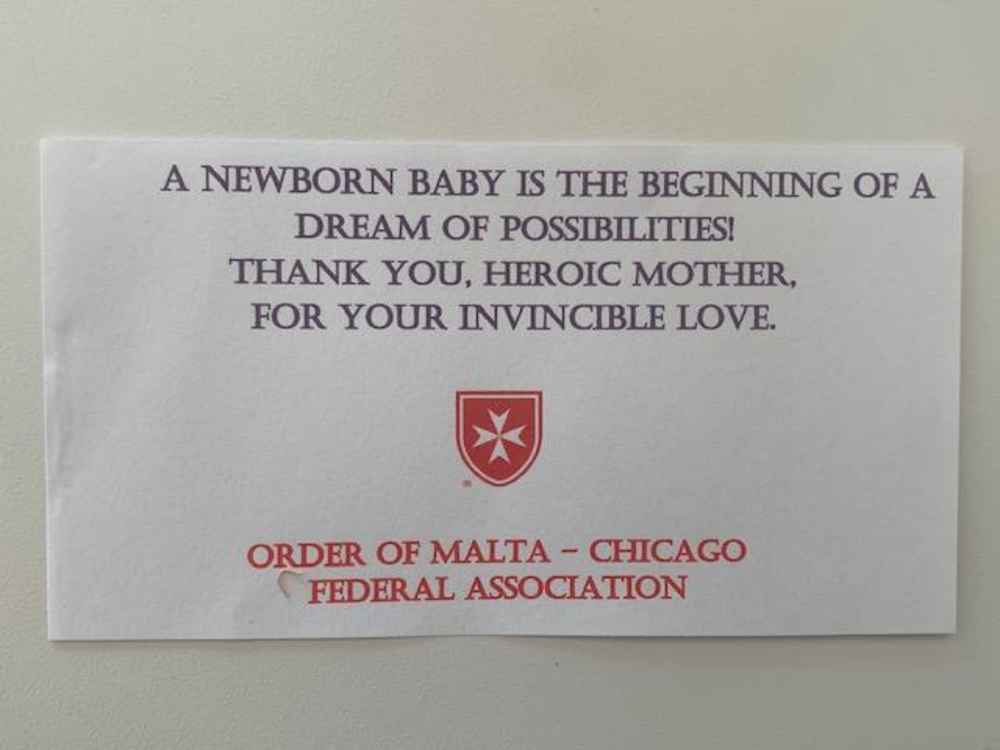 A NEWBORN BABY IS THE BEGINNING OF A
DREAM OF POSSIBILITIES!
THANK YOU, HEROIC MOTHER,
FOR YOUR INVINCIBLE LOVE.
®
ORDER OF MALTA – CHICAGO
FEDERAL ASSOCIATION